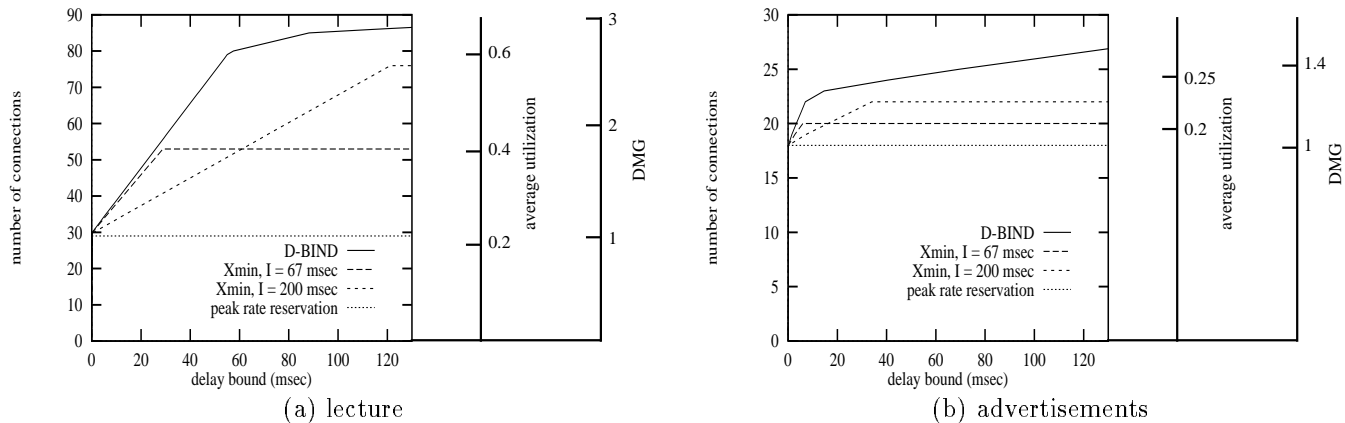 number of connections
90
80
70
60
50
40
30
20
10
0
0 20 40 60 80 100 120
delay bound (msec)
D-BIND
Xmin, I = 67 msec
Xmin, I = 200 msec
peak rate reservation
0.6
0.4
0.2
average utilization
3
2
1
DMG
(a) lecture
number of connections
30
25
20
15
10
5
0
0 20 40 60 80 100 120
delay bound (msec)
D-BIND
Xmin, I = 67 msec
Xmin, I = 200 msec
peak rate reservation
0.25
0.2
average utilization
1.4
1
DMG
(b) advertisements